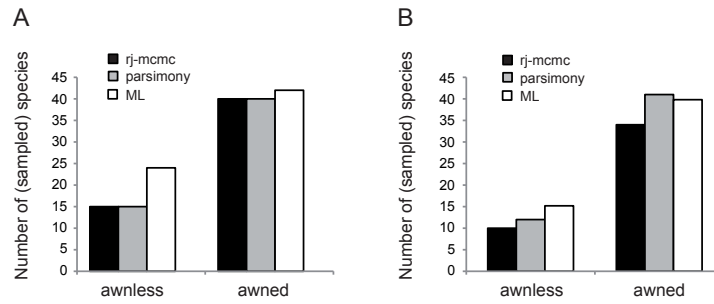 A
Number of (sampled) species
rj-mcmc
parsimony
ML
45
40
35
30
25
20
15
10
5
0
awnless
awned
B
Number of (sampled) species
rj-mcmc
parsimony
ML
45
40
35
30
25
20
15
10
5
0
awnless
awned